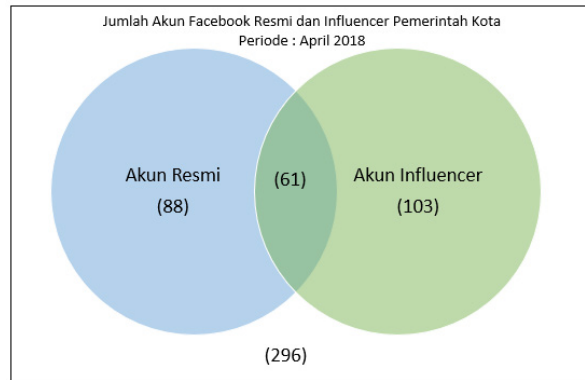 Jumlah Akun Facebook Resmi dan Influencer Pemerintah Kota
Periode : April 2018
Akun Resmi
(88)
(61)
Akun Influencer
(103)
(296)